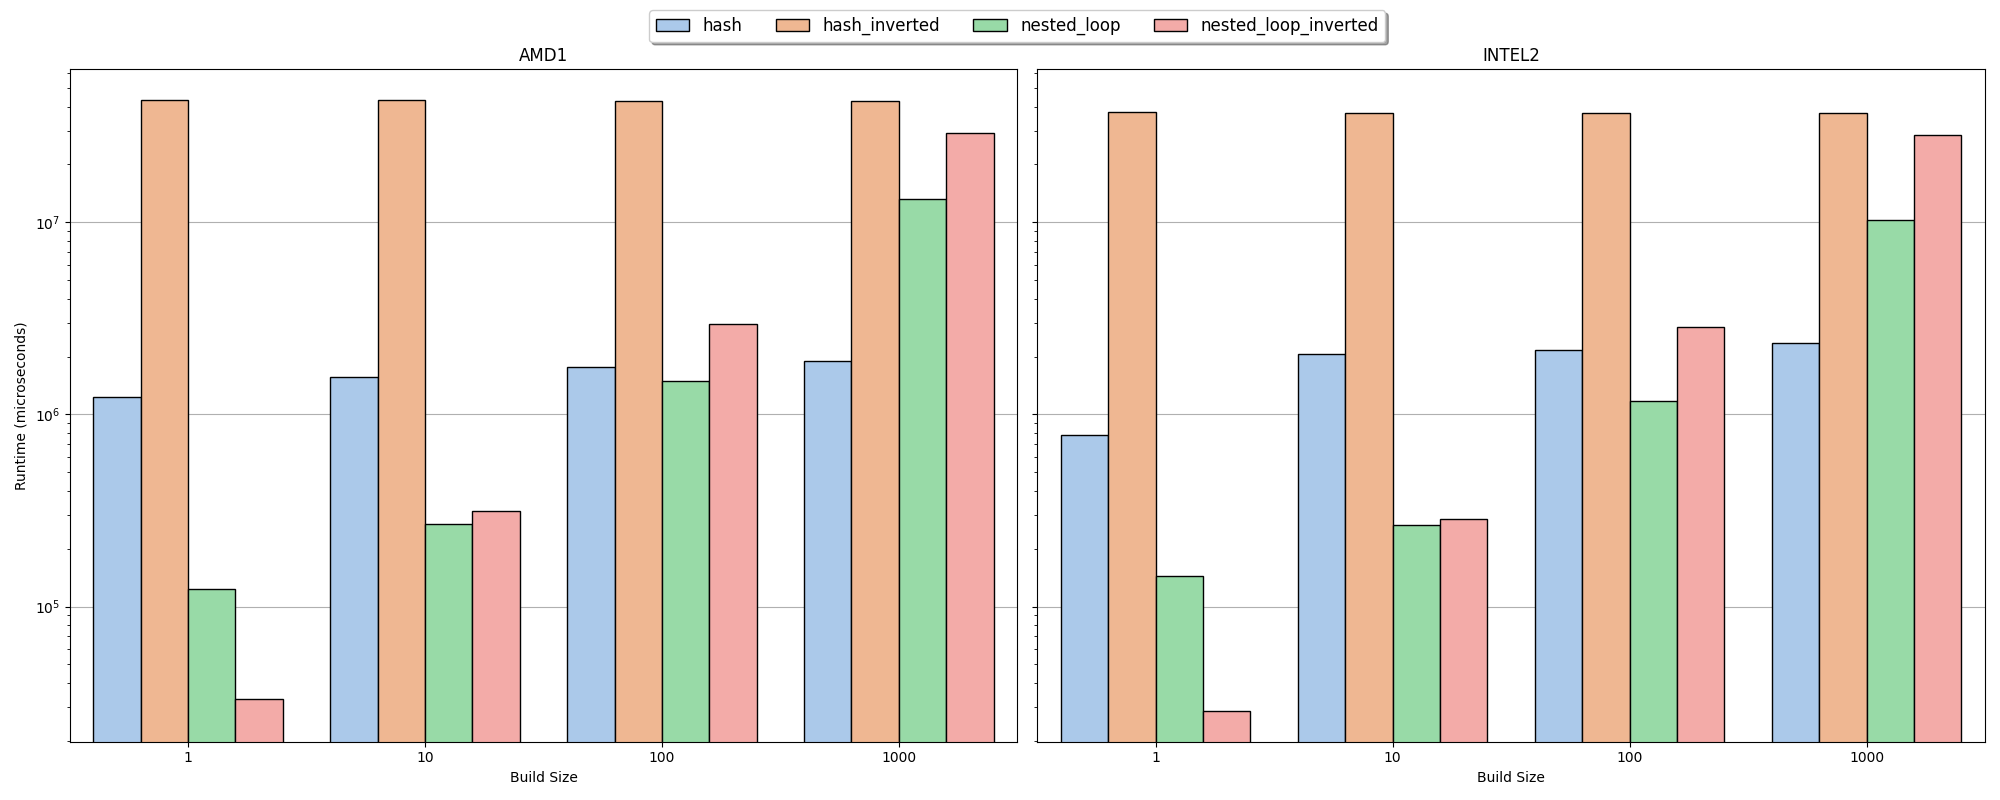 hash hash_inverted nested_loop nested_loop_inverted
AMD1
INTEL2
Runtime (microseconds)
10^7
10^6
10^5
1 10 100 1000
1 10 100 1000
Build Size
Build Size